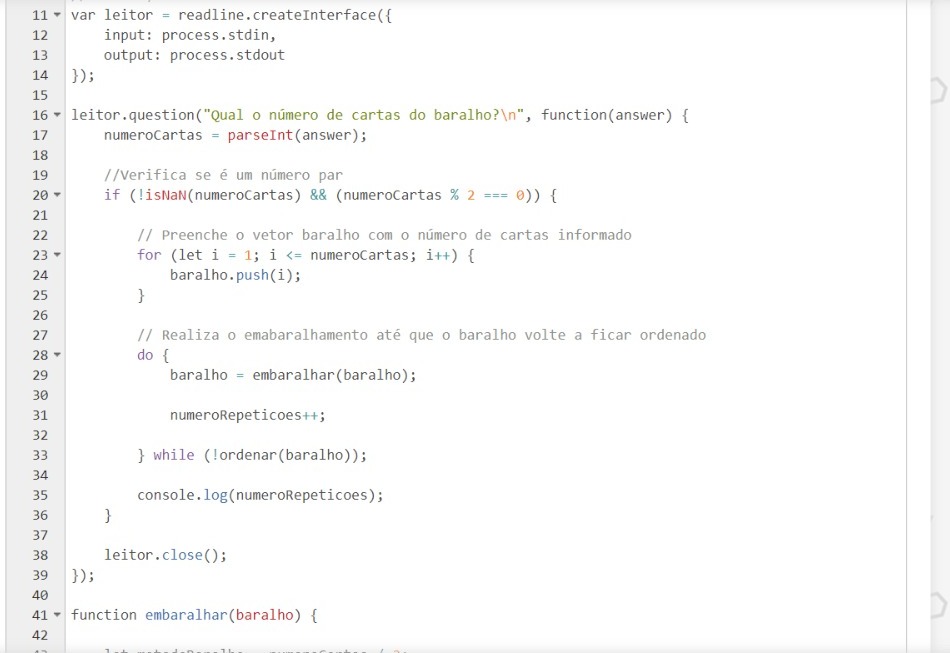 11 var leitor = readline.createInterface({
12     input: process.stdin,
13     output: process.stdout
14 });
15
16 leitor.question("Qual o número de cartas do baralho?\n", function(answer) {
17     numeroCartas = parseInt(answer);
18
19     //Verifica se é um número par
20     if (!isNaN(numeroCartas) && (numeroCartas % 2 === 0)) {
21
22         // Preenche o vetor baralho com o número de cartas informado
23         for (let i = 1; i <= numeroCartas; i++) {
24             baralho.push(i);
25         }
26
27         // Realiza o emabaralhamento até que o baralho volte a ficar ordenado
28         do {
29             baralho = embaralhar(baralho);
30
31             numeroRepeticoes++;
32
33         } while (!ordenar(baralho));
34
35         console.log(numeroRepeticoes);
36     }
37
38     leitor.close();
39 });
40
41 function embaralhar(baralho) {
42